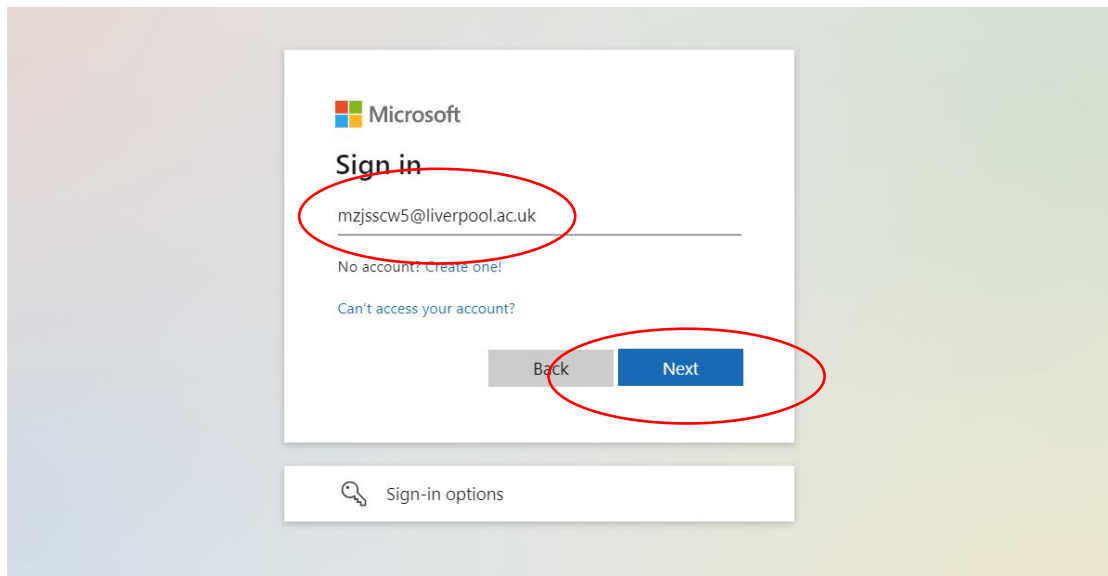 Microsoft
Sign in
mzjsscw5@liverpool.ac.uk
No account? Create one!
Can't access your account?
Back Next
Sign-in options